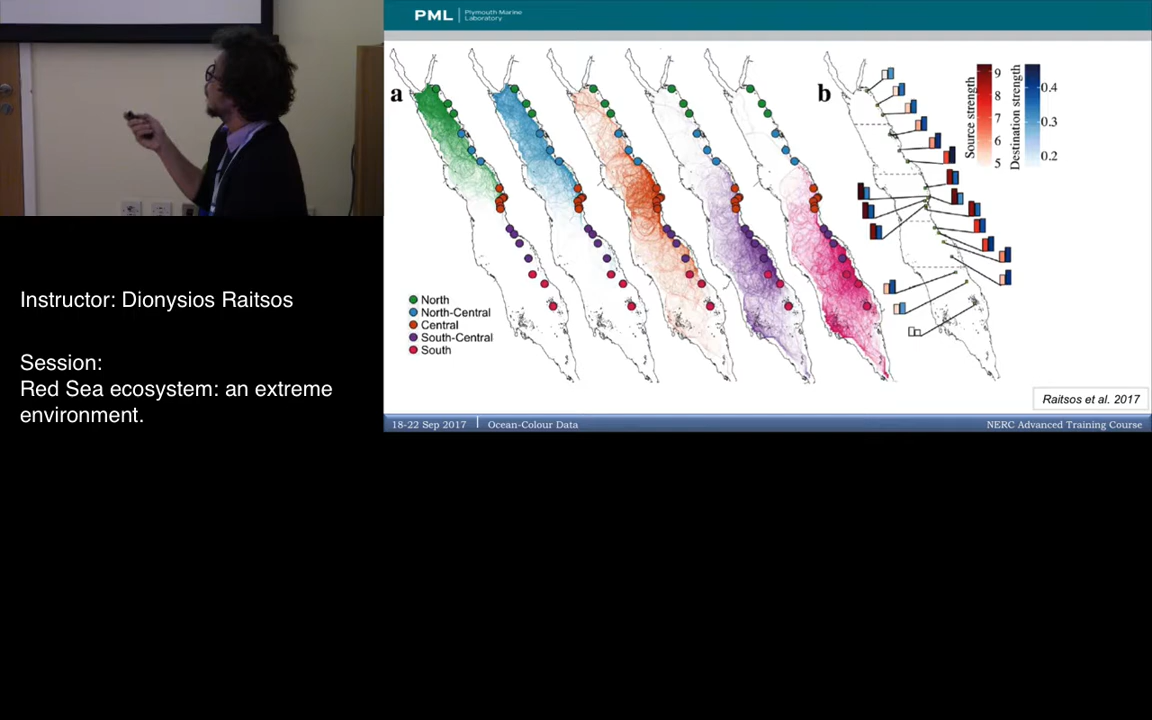 PML
Plymouth Marine
Laboratory
a
b
Source strength
9
8
7
6
5
Destination strength
0.4
0.3
0.2
North
North-Central
Central
South-Central
South
Raitsos et al. 2017
18-22 Sep 2017
Ocean-Colour Data
NERC Advanced Training Course
Instructor: Dionysios Raitsos
Session:
Red Sea ecosystem: an extreme
environment.